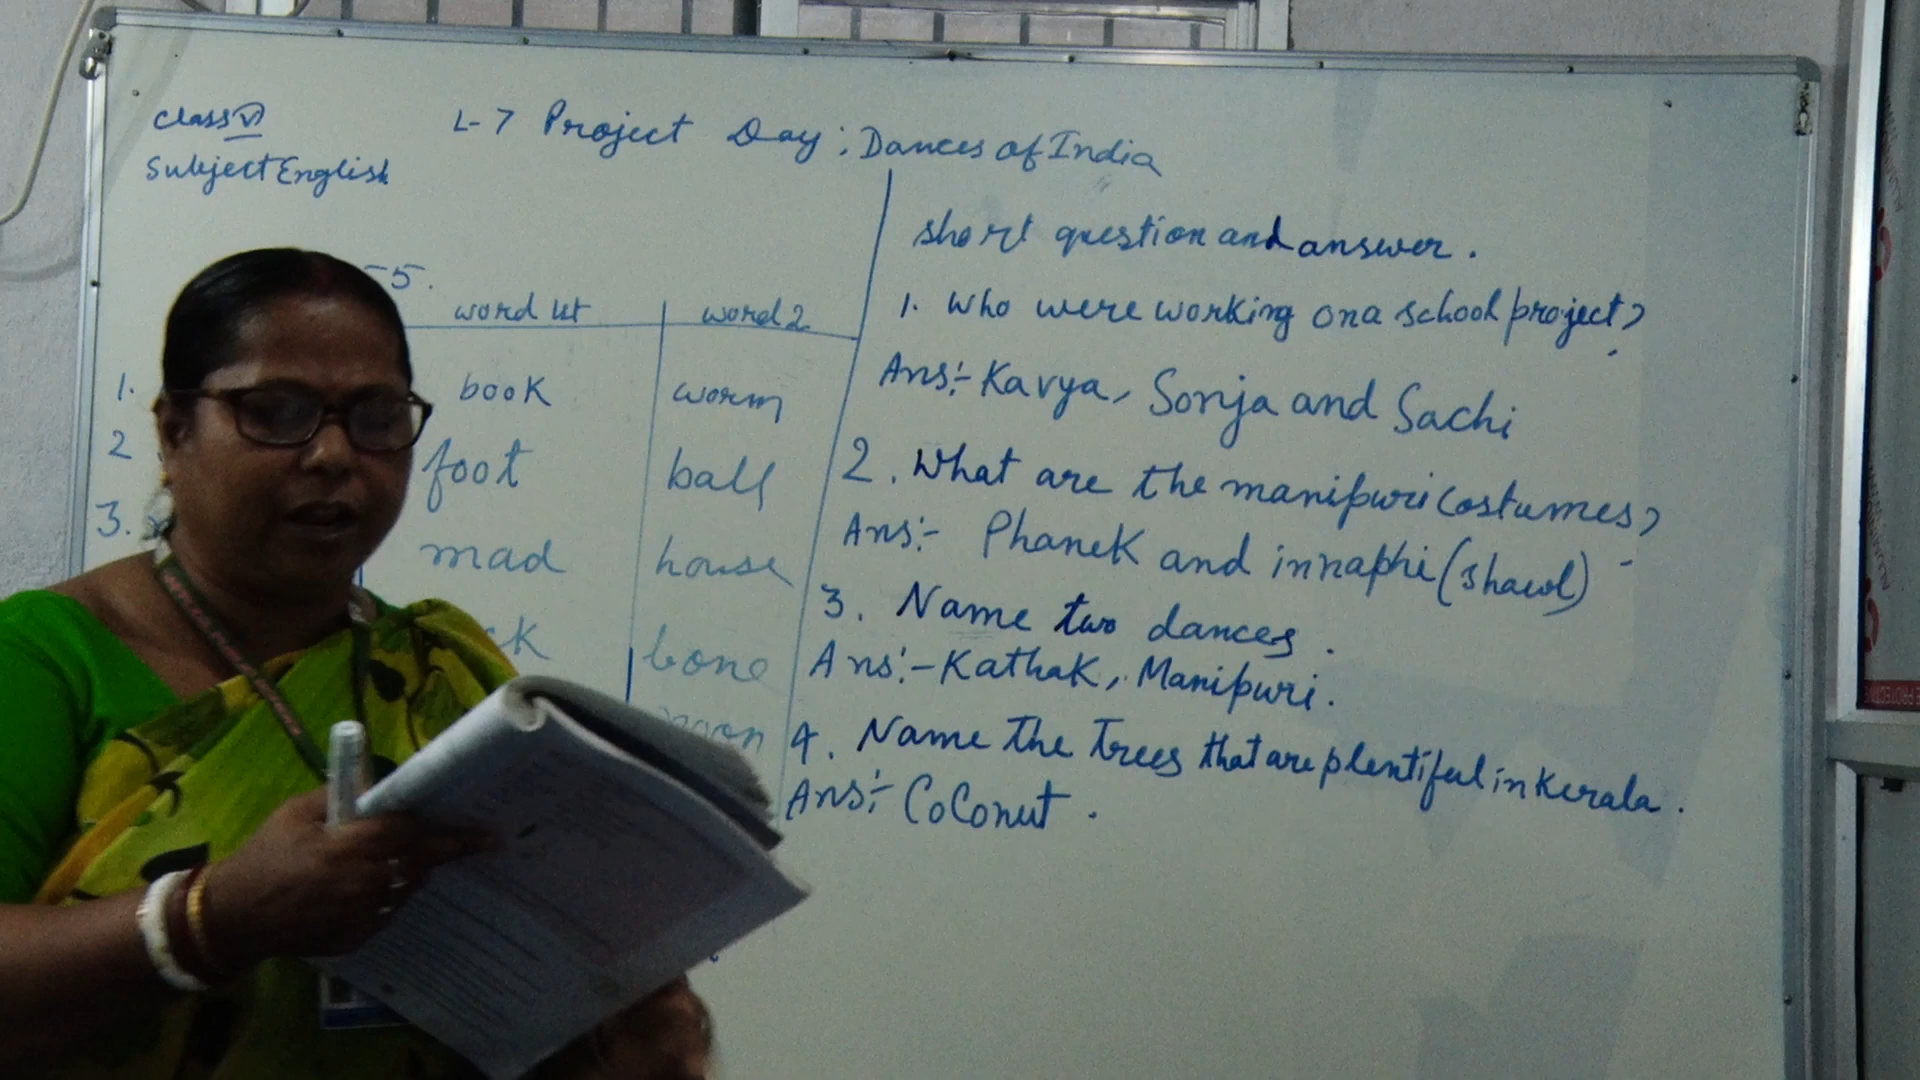 Class VI
Subject English
L-7 Project Day : Dances of India
-5.
word 1st word 2
1. book worm
2 foot ball
3. mad house
ck bone
oon
short question and answer.
1. Who were working on a school project?
Ans:- Kavya, Sonja and Sachi
2. What are the manipuri costumes?
Ans:- Phanek and innaphi (shawl)
3. Name two dances.
Ans:- Kathak, Manipuri.
4. Name the trees that are plentiful in Kerala.
Ans:- Coconut.